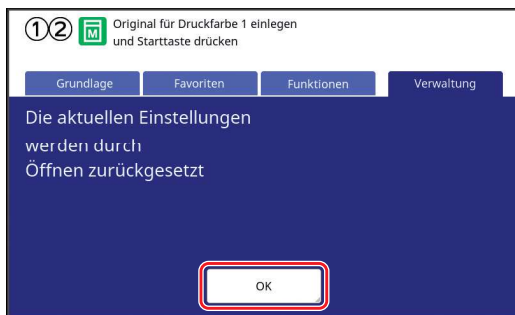 ①② M Original für Druckfarbe 1 einlegen
und Starttaste drücken
Grundlage Favoriten Funktionen Verwaltung
Die aktuellen Einstellungen
werden durch
Öffnen zurückgesetzt
OK